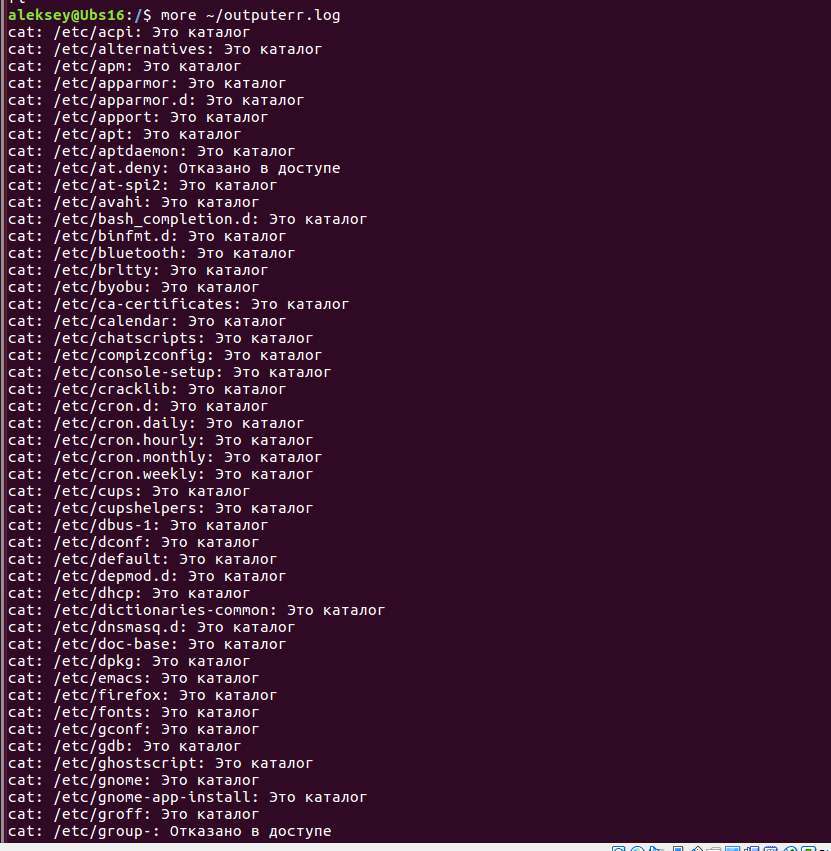 aleksey@Ubs16:/$ more ~/outputerr.log
cat: /etc/acpi: Это каталог
cat: /etc/alternatives: Это каталог
cat: /etc/apm: Это каталог
cat: /etc/apparmor: Это каталог
cat: /etc/apparmor.d: Это каталог
cat: /etc/apport: Это каталог
cat: /etc/apt: Это каталог
cat: /etc/aptdaemon: Это каталог
cat: /etc/at.deny: Отказано в доступе
cat: /etc/at-spi2: Это каталог
cat: /etc/avahi: Это каталог
cat: /etc/bash_completion.d: Это каталог
cat: /etc/binfmt.d: Это каталог
cat: /etc/bluetooth: Это каталог
cat: /etc/brltty: Это каталог
cat: /etc/byobu: Это каталог
cat: /etc/ca-certificates: Это каталог
cat: /etc/calendar: Это каталог
cat: /etc/chatscripts: Это каталог
cat: /etc/compizconfig: Это каталог
cat: /etc/console-setup: Это каталог
cat: /etc/cracklib: Это каталог
cat: /etc/cron.d: Это каталог
cat: /etc/cron.daily: Это каталог
cat: /etc/cron.hourly: Это каталог
cat: /etc/cron.monthly: Это каталог
cat: /etc/cron.weekly: Это каталог
cat: /etc/cups: Это каталог
cat: /etc/cupshelpers: Это каталог
cat: /etc/dbus-1: Это каталог
cat: /etc/dconf: Это каталог
cat: /etc/default: Это каталог
cat: /etc/depmod.d: Это каталог
cat: /etc/dhcp: Это каталог
cat: /etc/dictionaries-common: Это каталог
cat: /etc/dnsmasq.d: Это каталог
cat: /etc/doc-base: Это каталог
cat: /etc/dpkg: Это каталог
cat: /etc/emacs: Это каталог
cat: /etc/firefox: Это каталог
cat: /etc/fonts: Это каталог
cat: /etc/gconf: Это каталог
cat: /etc/gdb: Это каталог
cat: /etc/ghostscript: Это каталог
cat: /etc/gnome: Это каталог
cat: /etc/gnome-app-install: Это каталог
cat: /etc/groff: Это каталог
cat: /etc/group-: Отказано в доступе